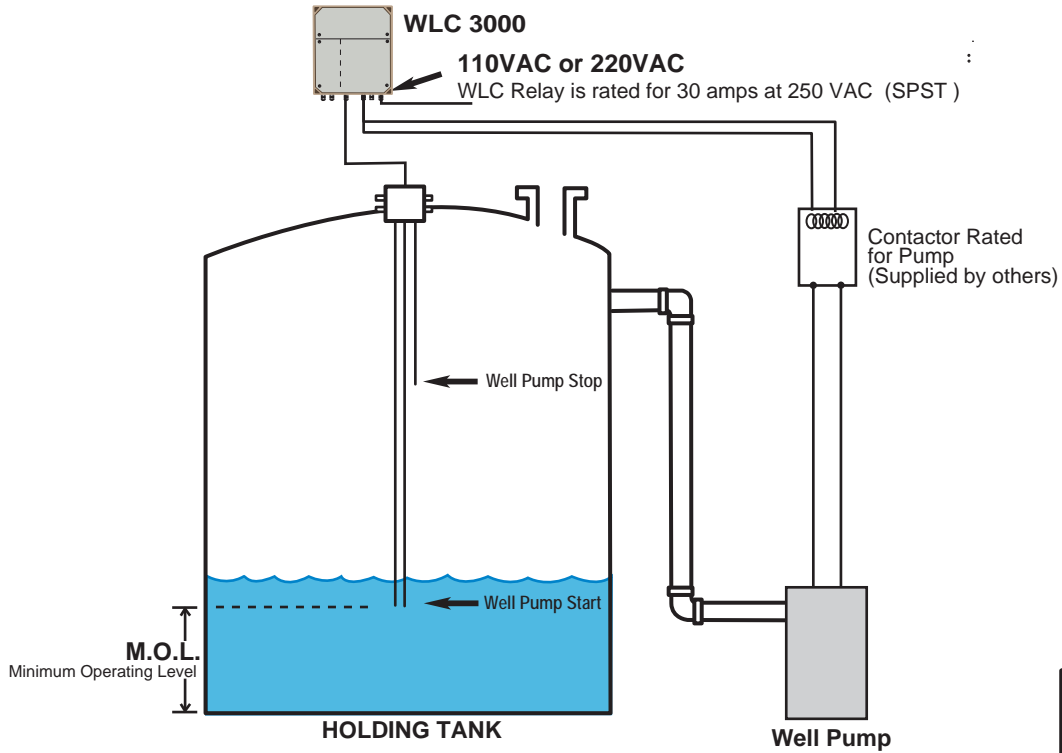 WLC 3000
110VAC or 220VAC
:
WLC Relay is rated for 30 amps at 250 VAC (SPST )
Contactor Rated
for Pump
(Supplied by others)
Well Pump Stop
Well Pump Start
M.O.L.
Minimum Operating Level
HOLDING TANK
Well Pump